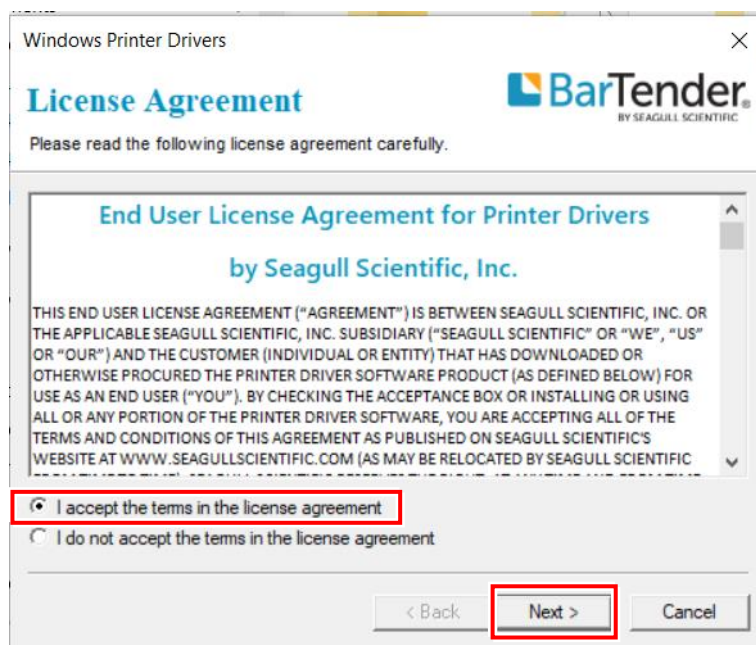 Windows Printer Drivers
License Agreement
BarTender®
BY SEAGULL SCIENTIFIC
Please read the following license agreement carefully.
End User License Agreement for Printer Drivers
by Seagull Scientific, Inc.
THIS END USER LICENSE AGREEMENT (“AGREEMENT”) IS BETWEEN SEAGULL SCIENTIFIC, INC. OR
THE APPLICABLE SEAGULL SCIENTIFIC, INC. SUBSIDIARY (“SEAGULL SCIENTIFIC” OR “WE”, “US”
OR “OUR”) AND THE CUSTOMER (INDIVIDUAL OR ENTITY) THAT HAS DOWNLOADED OR
OTHERWISE PROCURED THE PRINTER DRIVER SOFTWARE PRODUCT (AS DEFINED BELOW) FOR
USE AS AN END USER (“YOU”). BY CHECKING THE ACCEPTANCE BOX OR INSTALLING OR USING
ALL OR ANY PORTION OF THE PRINTER DRIVER SOFTWARE, YOU ARE ACCEPTING ALL OF THE
TERMS AND CONDITIONS OF THIS AGREEMENT AS PUBLISHED ON SEAGULL SCIENTIFIC'S
WEBSITE AT WWW.SEAGULLSCIENTIFIC.COM (AS MAY BE RELOCATED BY SEAGULL SCIENTIFIC
I accept the terms in the license agreement
I do not accept the terms in the license agreement
< Back
Next >
Cancel